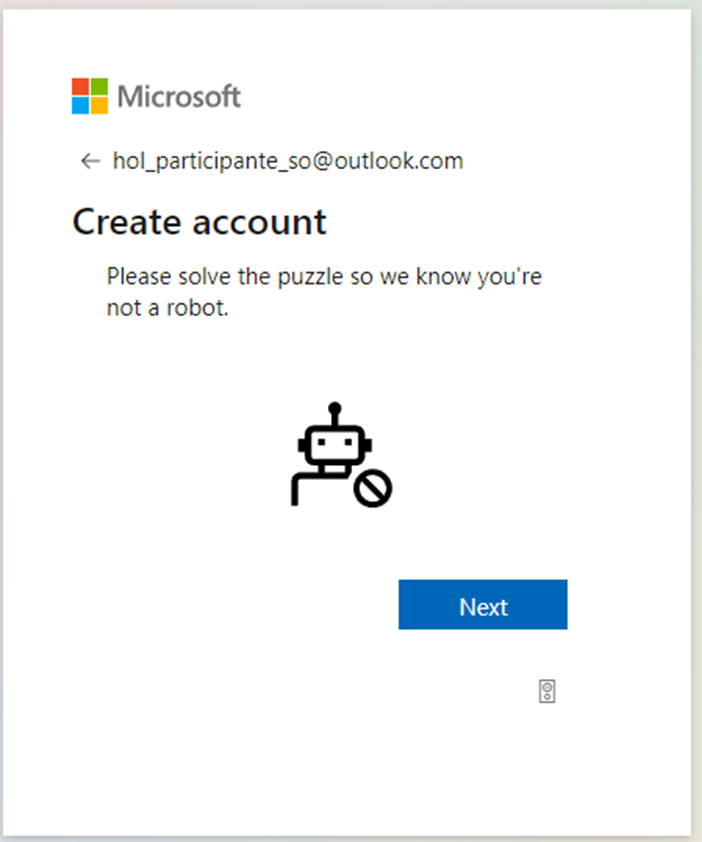 Microsoft
hol_participante_so@outlook.com
Create account
Please solve the puzzle so we know you're
not a robot.
Next